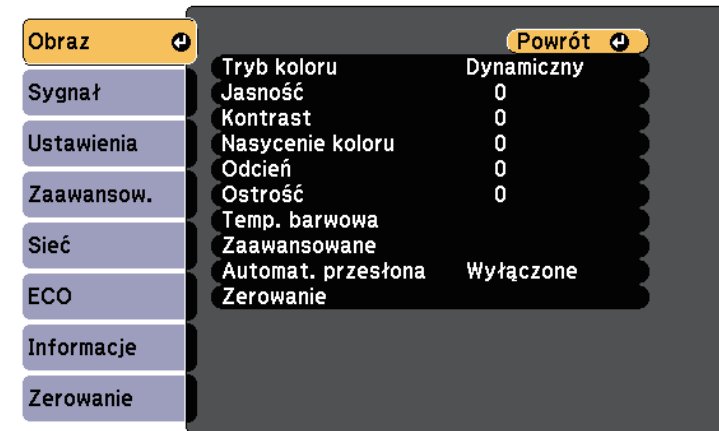 Obraz
Sygnał
Ustawienia
Zaawansow.
Sieć
ECO
Informacje
Zerowanie
Powrót
Tryb koloru Dynamiczny
Jasność 0
Kontrast 0
Nasycenie koloru 0
Odcień 0
Ostrość 0
Temp. barwowa
Zaawansowane
Automat. przesłona Wyłączone
Zerowanie